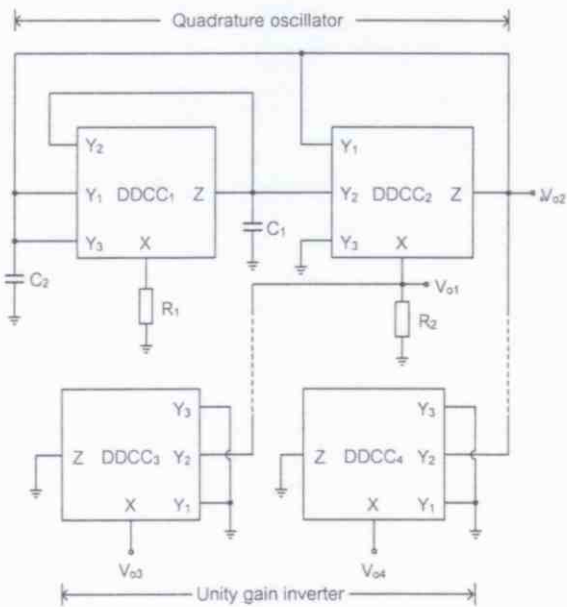 Quadrature oscillator
Y₂
Y₁ DDCC₁ Z
Y₃ X
C₂
R₁
C₁
Y₁
Y₂ DDCC₂ Z
Y₃ X
Vo2
Vo1
R₂
Y₃
Z DDCC₃ Y₂
X Y₁
Vo3
Y₃
Z DDCC₄ Y₂
X Y₁
Vo4
Unity gain inverter